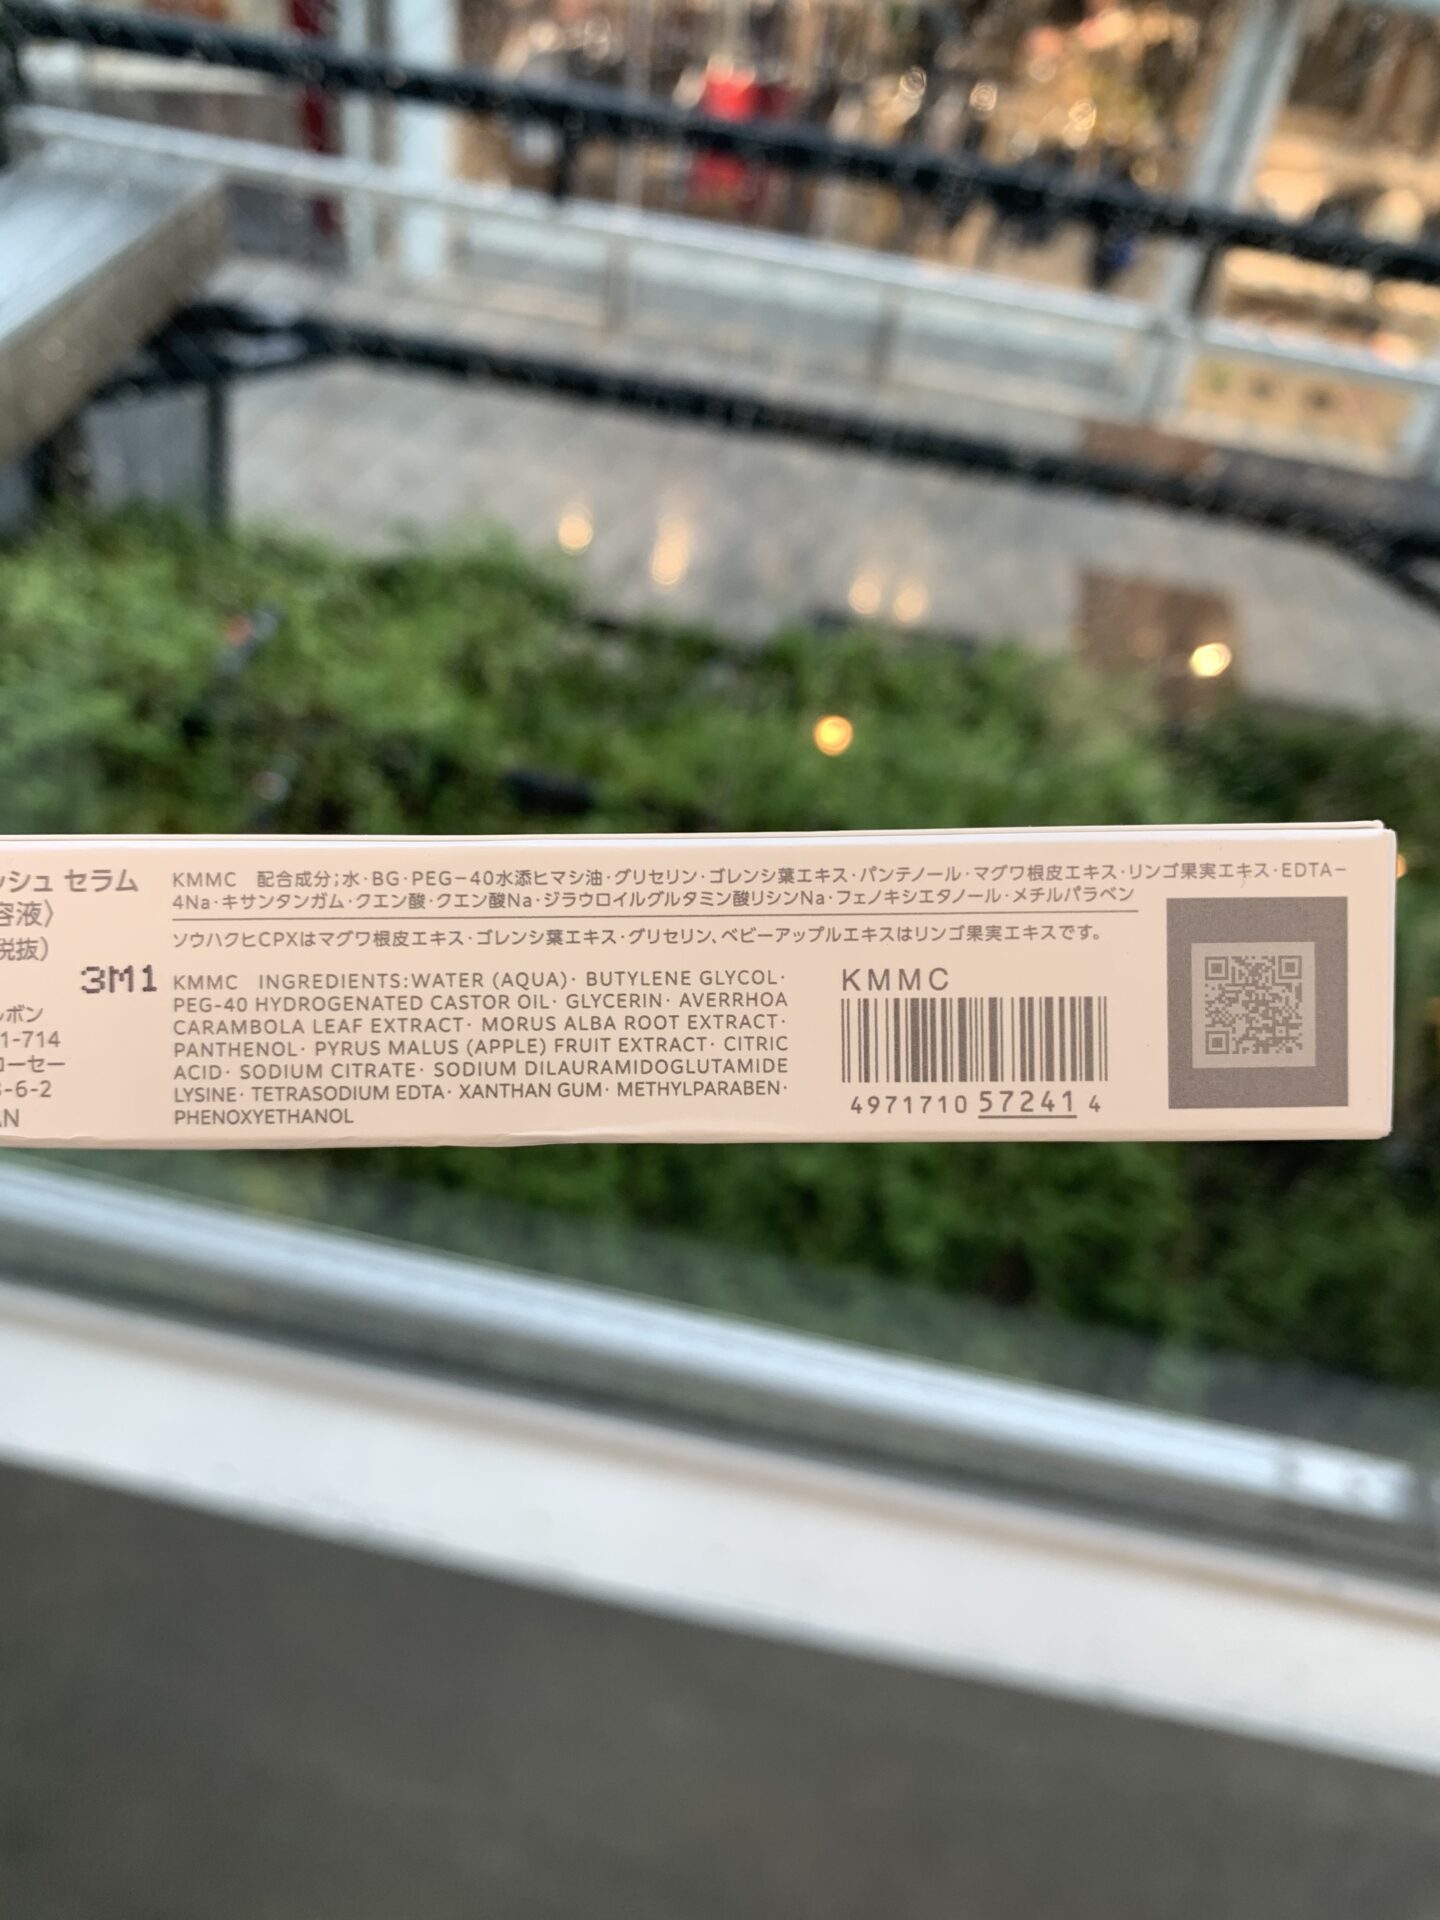 ッシュ セラム
溶液〉
税抜)
3M1
ルボン
1-714
コーセー
3-6-2
AN
KMMC 配合成分;水・BG・PEG-40水添ヒマシ油・グリセリン・ゴレンシ葉エキス・パンテノール・マグワ根皮エキス・リンゴ果実エキス・EDTA-
4Na・キサンタンガム・クエン酸・クエン酸Na・ジラウロイルグルタミン酸リシンNa・フェノキシエタノール・メチルパラベン
ソウハクヒCPXはマグワ根皮エキス・ゴレンシ葉エキス・グリセリン、ベビーアップルエキスはリンゴ果実エキスです。
KMMC INGREDIENTS:WATER (AQUA)· BUTYLENE GLYCOL·
PEG-40 HYDROGENATED CASTOR OIL· GLYCERIN· AVERRHOA
CARAMBOLA LEAF EXTRACT· MORUS ALBA ROOT EXTRACT·
PANTHENOL· PYRUS MALUS (APPLE) FRUIT EXTRACT· CITRIC
ACID· SODIUM CITRATE· SODIUM DILAURAMIDOGLUTAMIDE
LYSINE· TETRASODIUM EDTA· XANTHAN GUM· METHYLPARABEN·
PHENOXYETHANOL
KMMC
4971710 57241 4